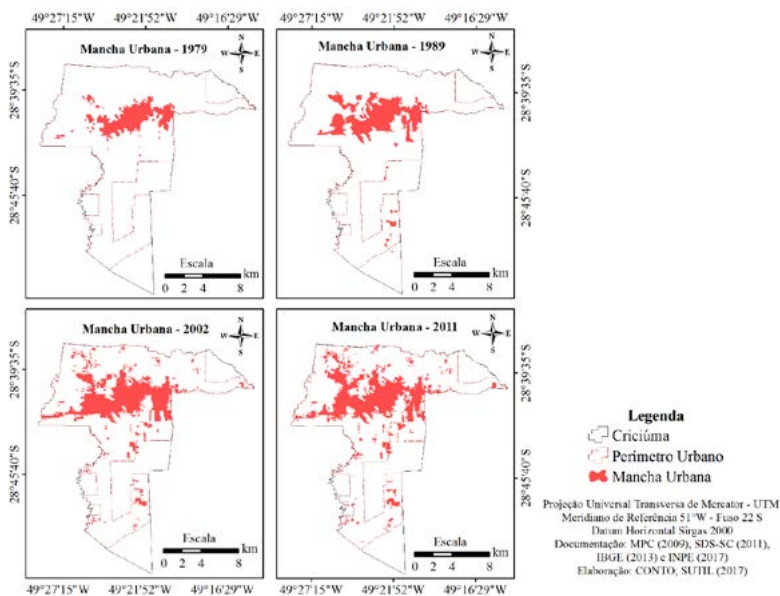 49°27'15"W 49°21'52"W 49°16'29"W 49°27'15"W 49°21'52"W 49°16'29"W
Mancha Urbana - 1979
N
W E
S
28°39'35"S
28°45'40"S
Escala
km
0 2 4 8
Mancha Urbana - 1989
N
W E
S
28°39'35"S
28°45'40"S
Escala
km
0 2 4 8
Mancha Urbana - 2002
N
W E
S
28°39'35"S
28°45'40"S
Escala
km
0 2 4 8
Mancha Urbana - 2011
N
W E
S
28°39'35"S
28°45'40"S
Escala
km
0 2 4 8
49°27'15"W 49°21'52"W 49°16'29"W 49°27'15"W 49°21'52"W 49°16'29"W
Legenda
Criciúma
Perímetro Urbano
Mancha Urbana
Projeção Universal Transversa de Mercator - UTM
Meridiano de Referência 51°W - Fuso 22 S
Datum Horizontal Sirgas 2000
Documentação: MPC (2009), SDS-SC (2011),
IBGE (2013) e INPE (2017)
Elaboração: CONTO; SUTIL (2017)